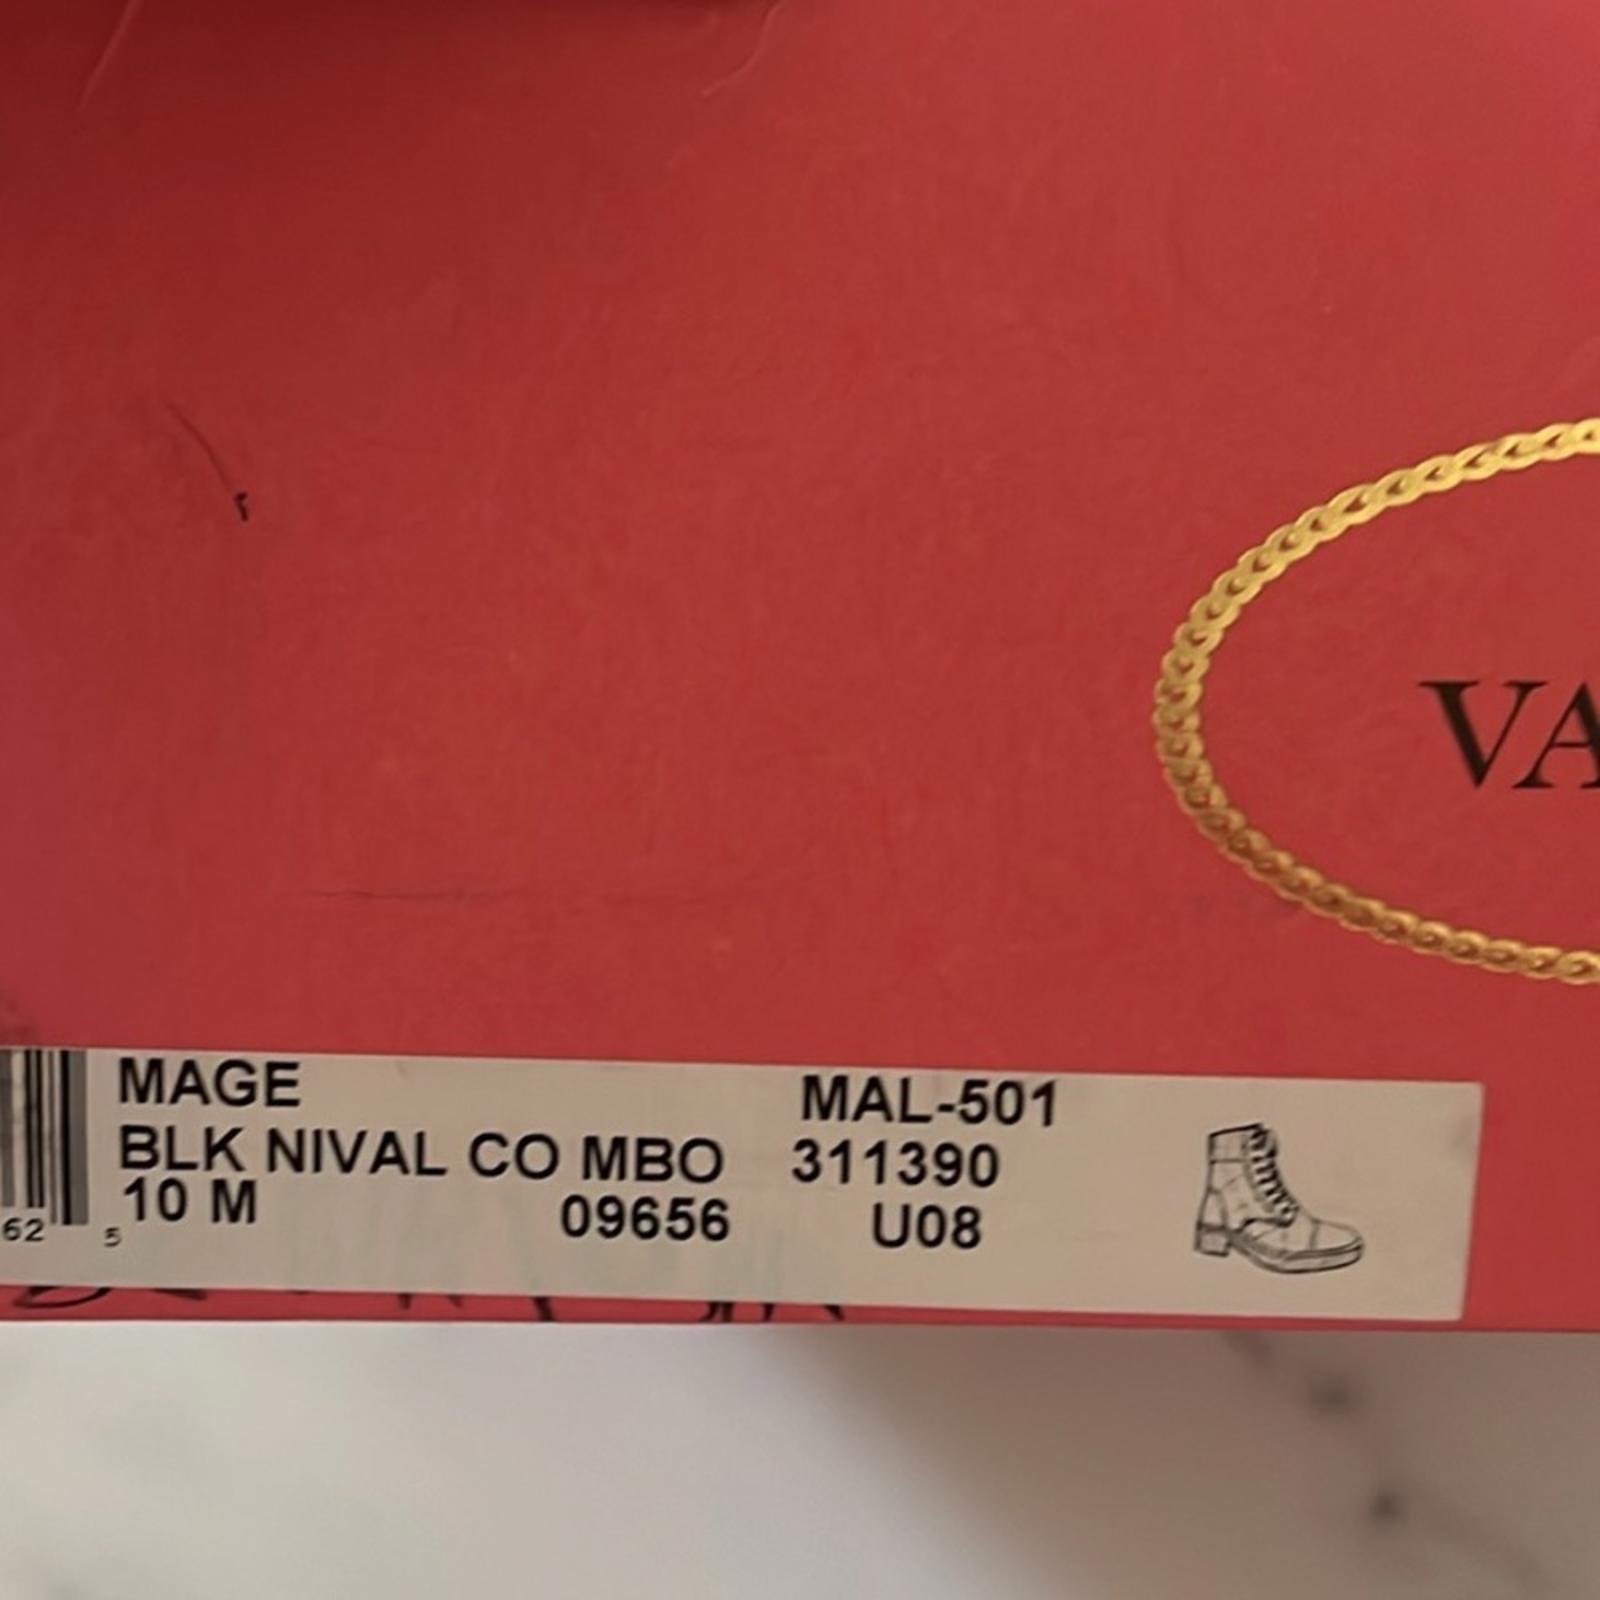 VA
MAGE MAL-501
BLK NIVAL CO MBO 311390
10 M 09656 U08
62 5